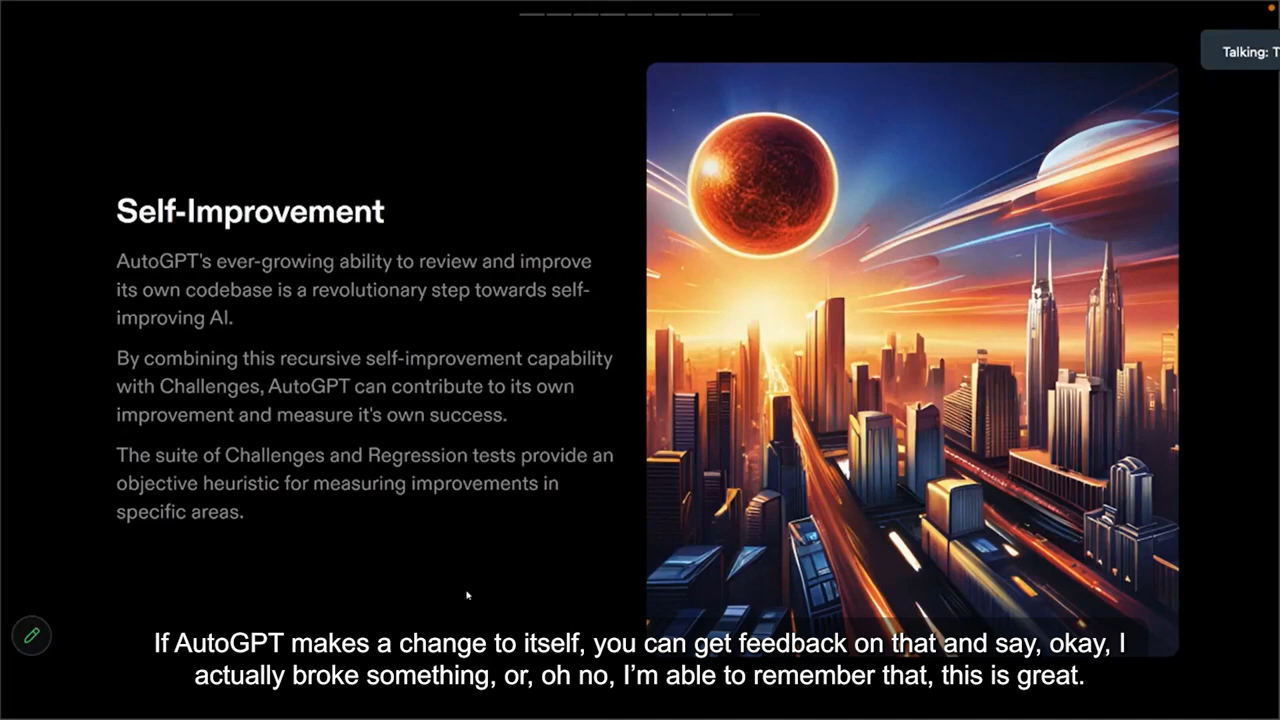 Talking: T
Self-Improvement
AutoGPT's ever-growing ability to review and improve
its own codebase is a revolutionary step towards self-
improving AI.
By combining this recursive self-improvement capability
with Challenges, AutoGPT can contribute to its own
improvement and measure it's own success.
The suite of Challenges and Regression tests provide an
objective heuristic for measuring improvements in
specific areas.
If AutoGPT makes a change to itself, you can get feedback on that and say, okay, I
actually broke something, or, oh no, I'm able to remember that, this is great.